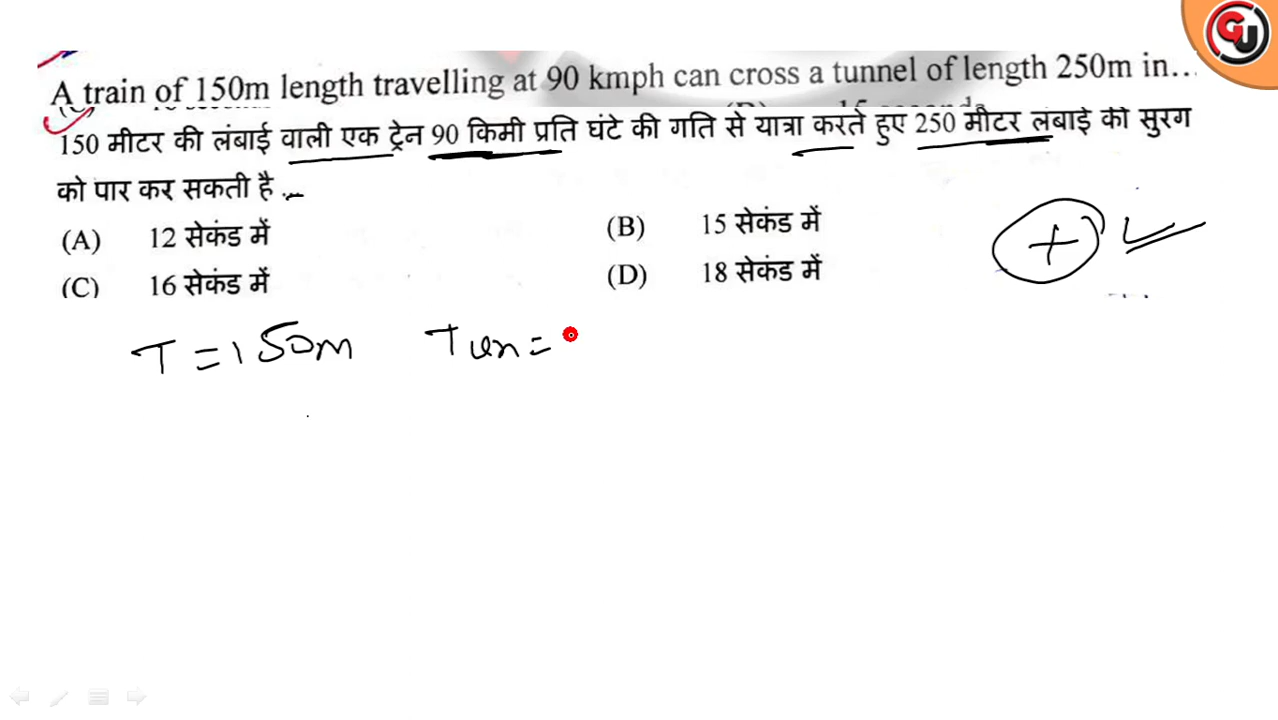 GU
A train of 150m length travelling at 90 kmph can cross a tunnel of length 250m in...
150 मीटर की लंबाई वाली एक ट्रेन 90 किमी प्रति घंटे की गति से यात्रा करते हुए 250 मीटर लंबाई की सुरंग
को पार कर सकती है
(A) 12 सेकंड में (B) 15 सेकंड में
(C) 16 सेकंड में (D) 18 सेकंड में
+
T = 150m Tun =